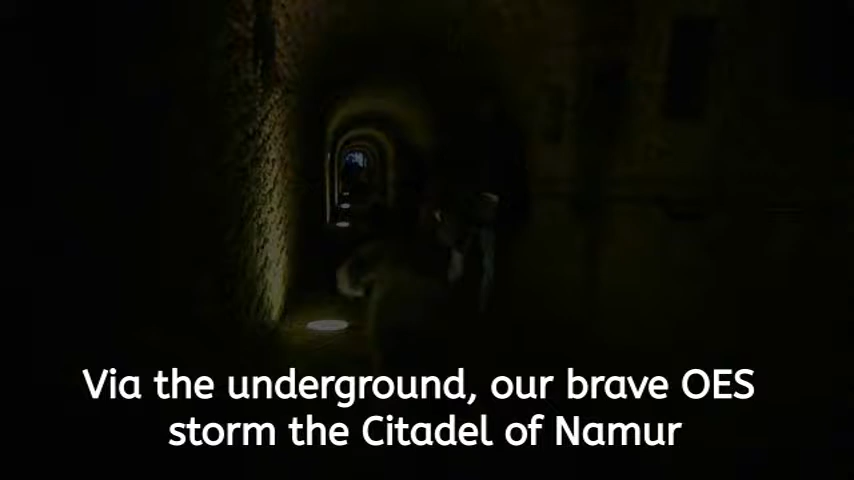 Via the underground, our brave OES
storm the Citadel of Namur